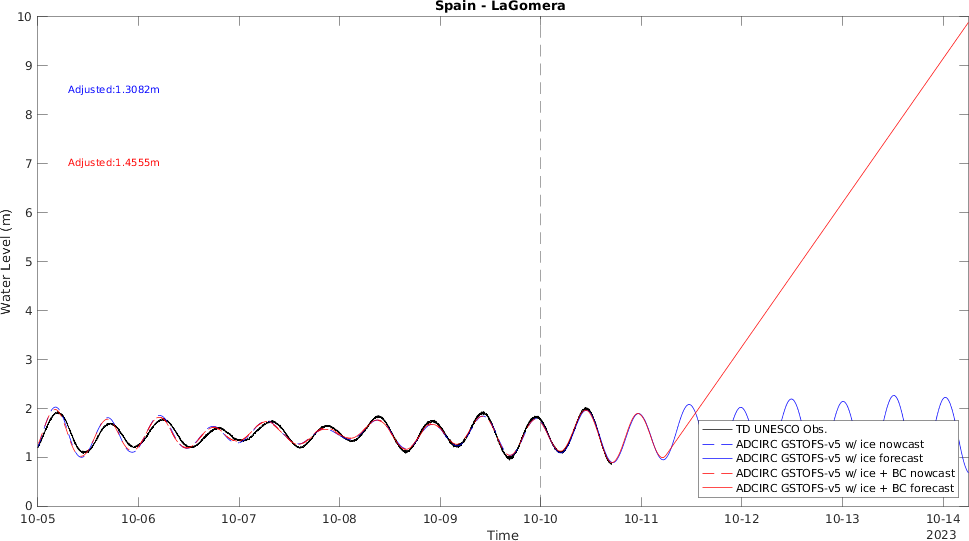 Spain - LaGomera
10
9
8
7
6
5
4
3
2
1
0
Water Level (m)
Adjusted:1.3082m
Adjusted:1.4555m
TD UNESCO Obs.
ADCIRC GSTOFS-v5 w/ ice nowcast
ADCIRC GSTOFS-v5 w/ ice forecast
ADCIRC GSTOFS-v5 w/ ice + BC nowcast
ADCIRC GSTOFS-v5 w/ ice + BC forecast
10-05 10-06 10-07 10-08 10-09 10-10 10-11 10-12 10-13 10-14
2023
Time